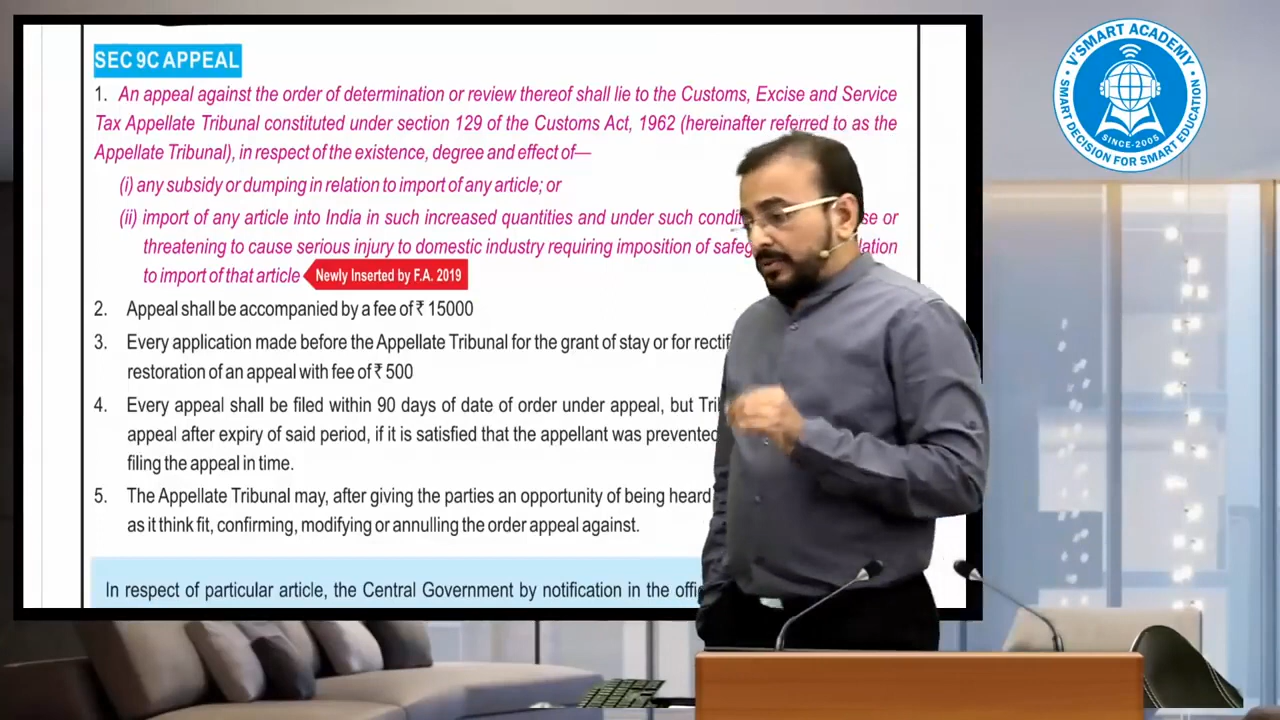 SEC 9C APPEAL
1. An appeal against the order of determination or review thereof shall lie to the Customs, Excise and Service
Tax Appellate Tribunal constituted under section 129 of the Customs Act, 1962 (hereinafter referred to as the
Appellate Tribunal), in respect of the existence, degree and effect of—
(i) any subsidy or dumping in relation to import of any article; or
(ii) import of any article into India in such increased quantities and under such or
threatening to cause serious injury to domestic industry requiring imposition of
to import of that article Newly Inserted by F.A. 2019
2. Appeal shall be accompanied by a fee of ₹ 15000
3. Every application made before the Appellate Tribunal for the grant of stay or for
restoration of an appeal with fee of ₹ 500
4. Every appeal shall be filed within 90 days of date of order under appeal, but
appeal after expiry of said period, if it is satisfied that the appellant was prevented
filing the appeal in time.
5. The Appellate Tribunal may, after giving the parties an opportunity of being heard
as it think fit, confirming, modifying or annulling the order appeal against.
In respect of particular article, the Central Government by notification in the
V'SMART ACADEMY
SINCE-2005
SMART DECISION FOR SMART EDUCATION